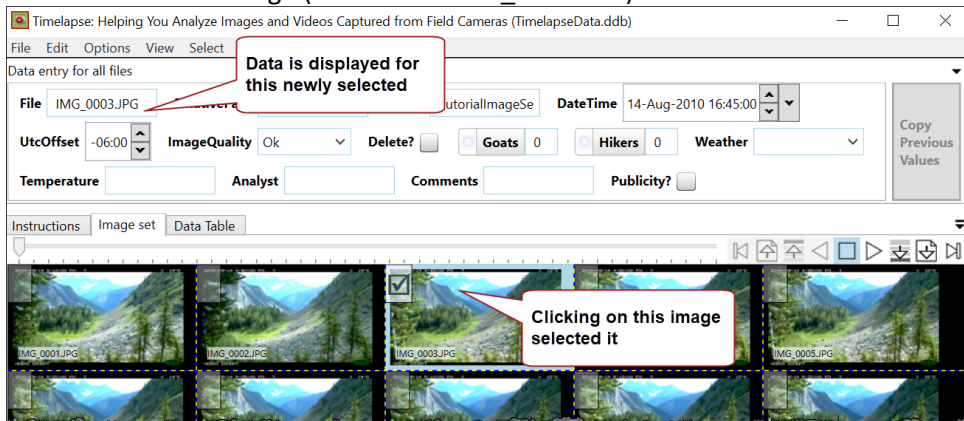 Timelapse: Helping You Analyze Images and Videos Captured from Field Cameras (TimelapseData.ddb)
File Edit Options View Select
Data entry for all files
Data is displayed for
this newly selected
File IMG_0003.JPG utorialImageSe DateTime 14-Aug-2010 16:45:00
UtcOffset -06:00 ImageQuality Ok Delete? Goats 0 Hikers 0 Weather
Copy
Previous
Values
Temperature Analyst Comments Publicity?
Instructions Image set Data Table
Clicking on this image
selected it
IMG_0001.JPG IMG_0002.JPG IMG_0003.JPG IMG_0005.JPG